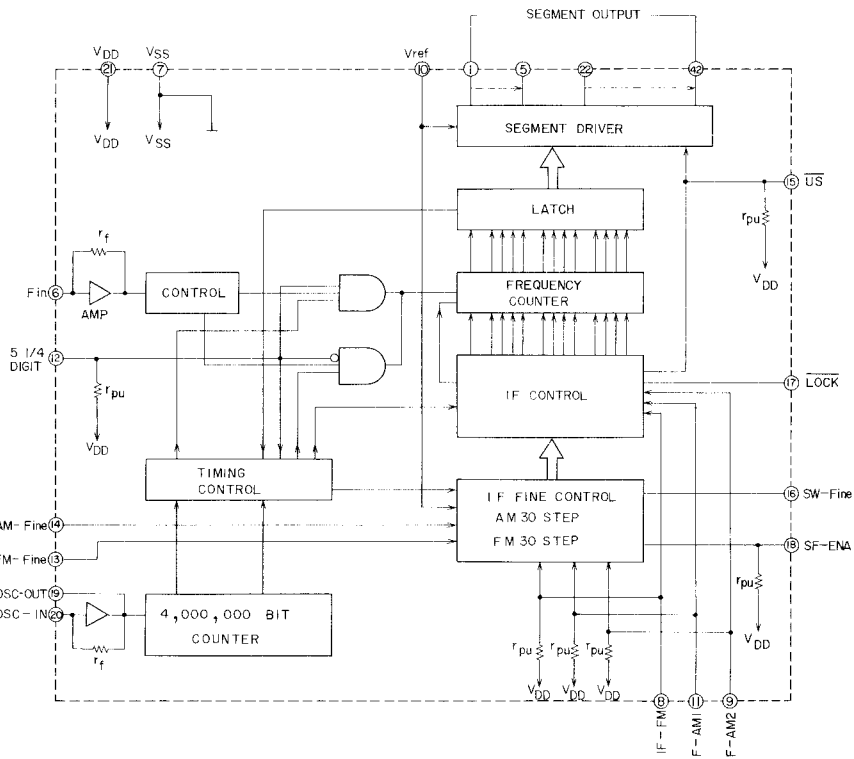 SEGMENT OUTPUT
VDD
VSS
Vref
21
7
10
1
5
22
42
VDD
VSS
SEGMENT DRIVER
15
US
LATCH
rpu
VDD
rf
Fin
6
AMP
CONTROL
FREQUENCY
COUNTER
5 1/4
DIGIT
12
rpu
VDD
IF CONTROL
17
LOCK
TIMING
CONTROL
IF FINE CONTROL
AM 30 STEP
FM 30 STEP
16
SW-Fine
AM-Fine
14
FM-Fine
13
18
SF-ENA
OSC-OUT
19
OSC-IN
20
rf
4,000,000 BIT
COUNTER
rpu
VDD
rpu
rpu
rpu
VDD
VDD
VDD
8
11
9
IF-FM
F-AM1
F-AM2